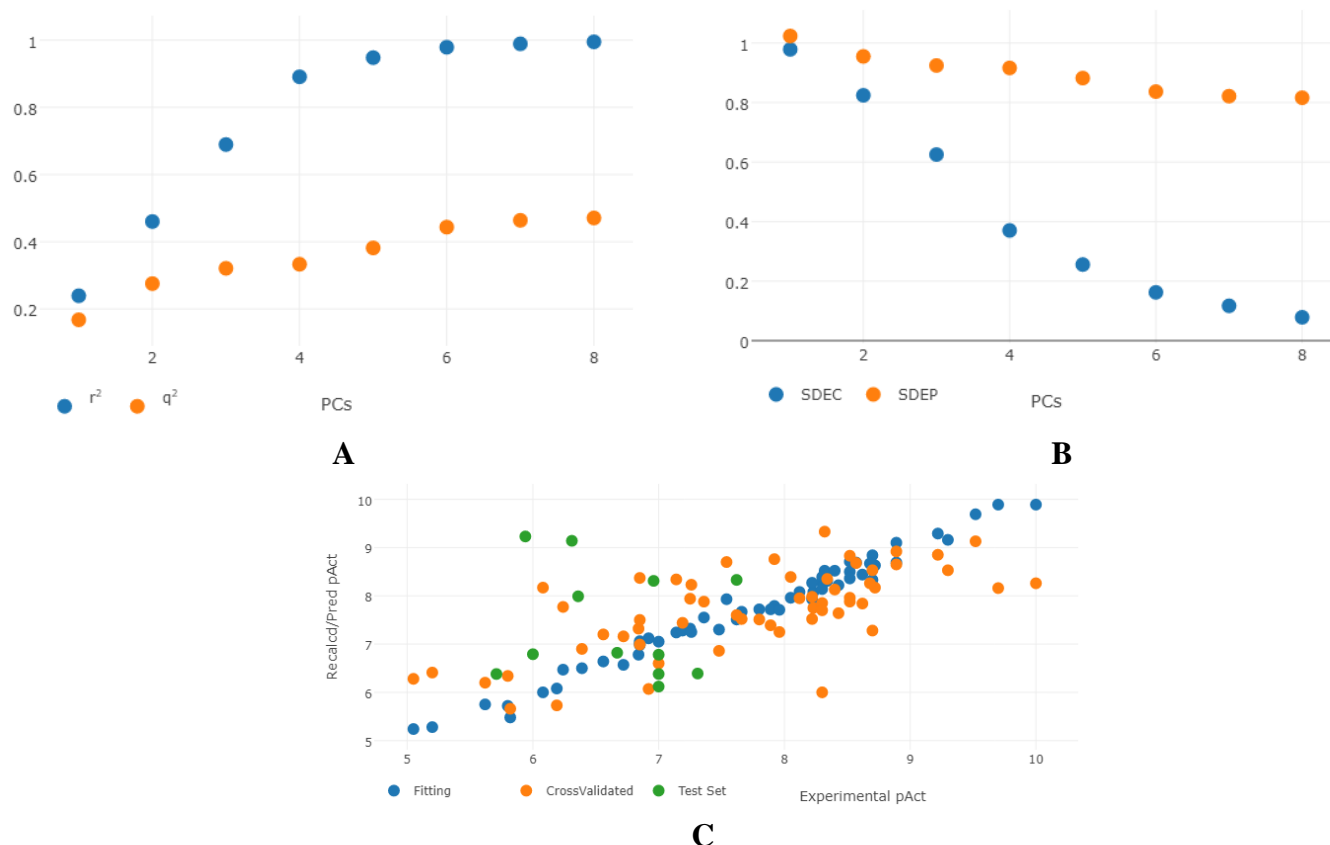 1
0.8
0.6
0.4
0.2
2 4 6 8
r² q² PCs
A
1
0.8
0.6
0.4
0.2
0
2 4 6 8
SDEC SDEP PCs
B
Recalcd/Pred pAct
10
9
8
7
6
5
5 6 7 8 9 10
Fitting CrossValidated Test Set Experimental pAct
C